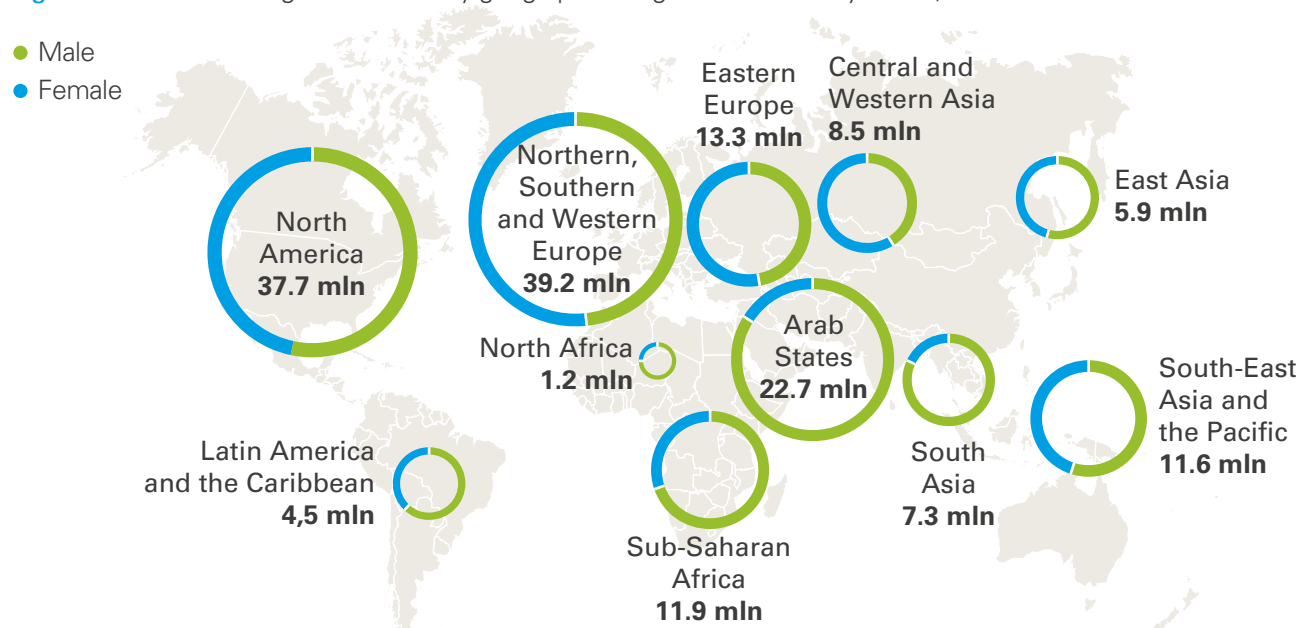 Male
Female
North
America
37.7 mln
Northern,
Southern
and Western
Europe
39.2 mln
Eastern
Europe
13.3 mln
Central and
Western Asia
8.5 mln
East Asia
5.9 mln
North Africa
1.2 mln
Arab
States
22.7 mln
South
Asia
7.3 mln
South-East
Asia and
the Pacific
11.6 mln
Latin America
and the Caribbean
4,5 mln
Sub-Saharan
Africa
11.9 mln